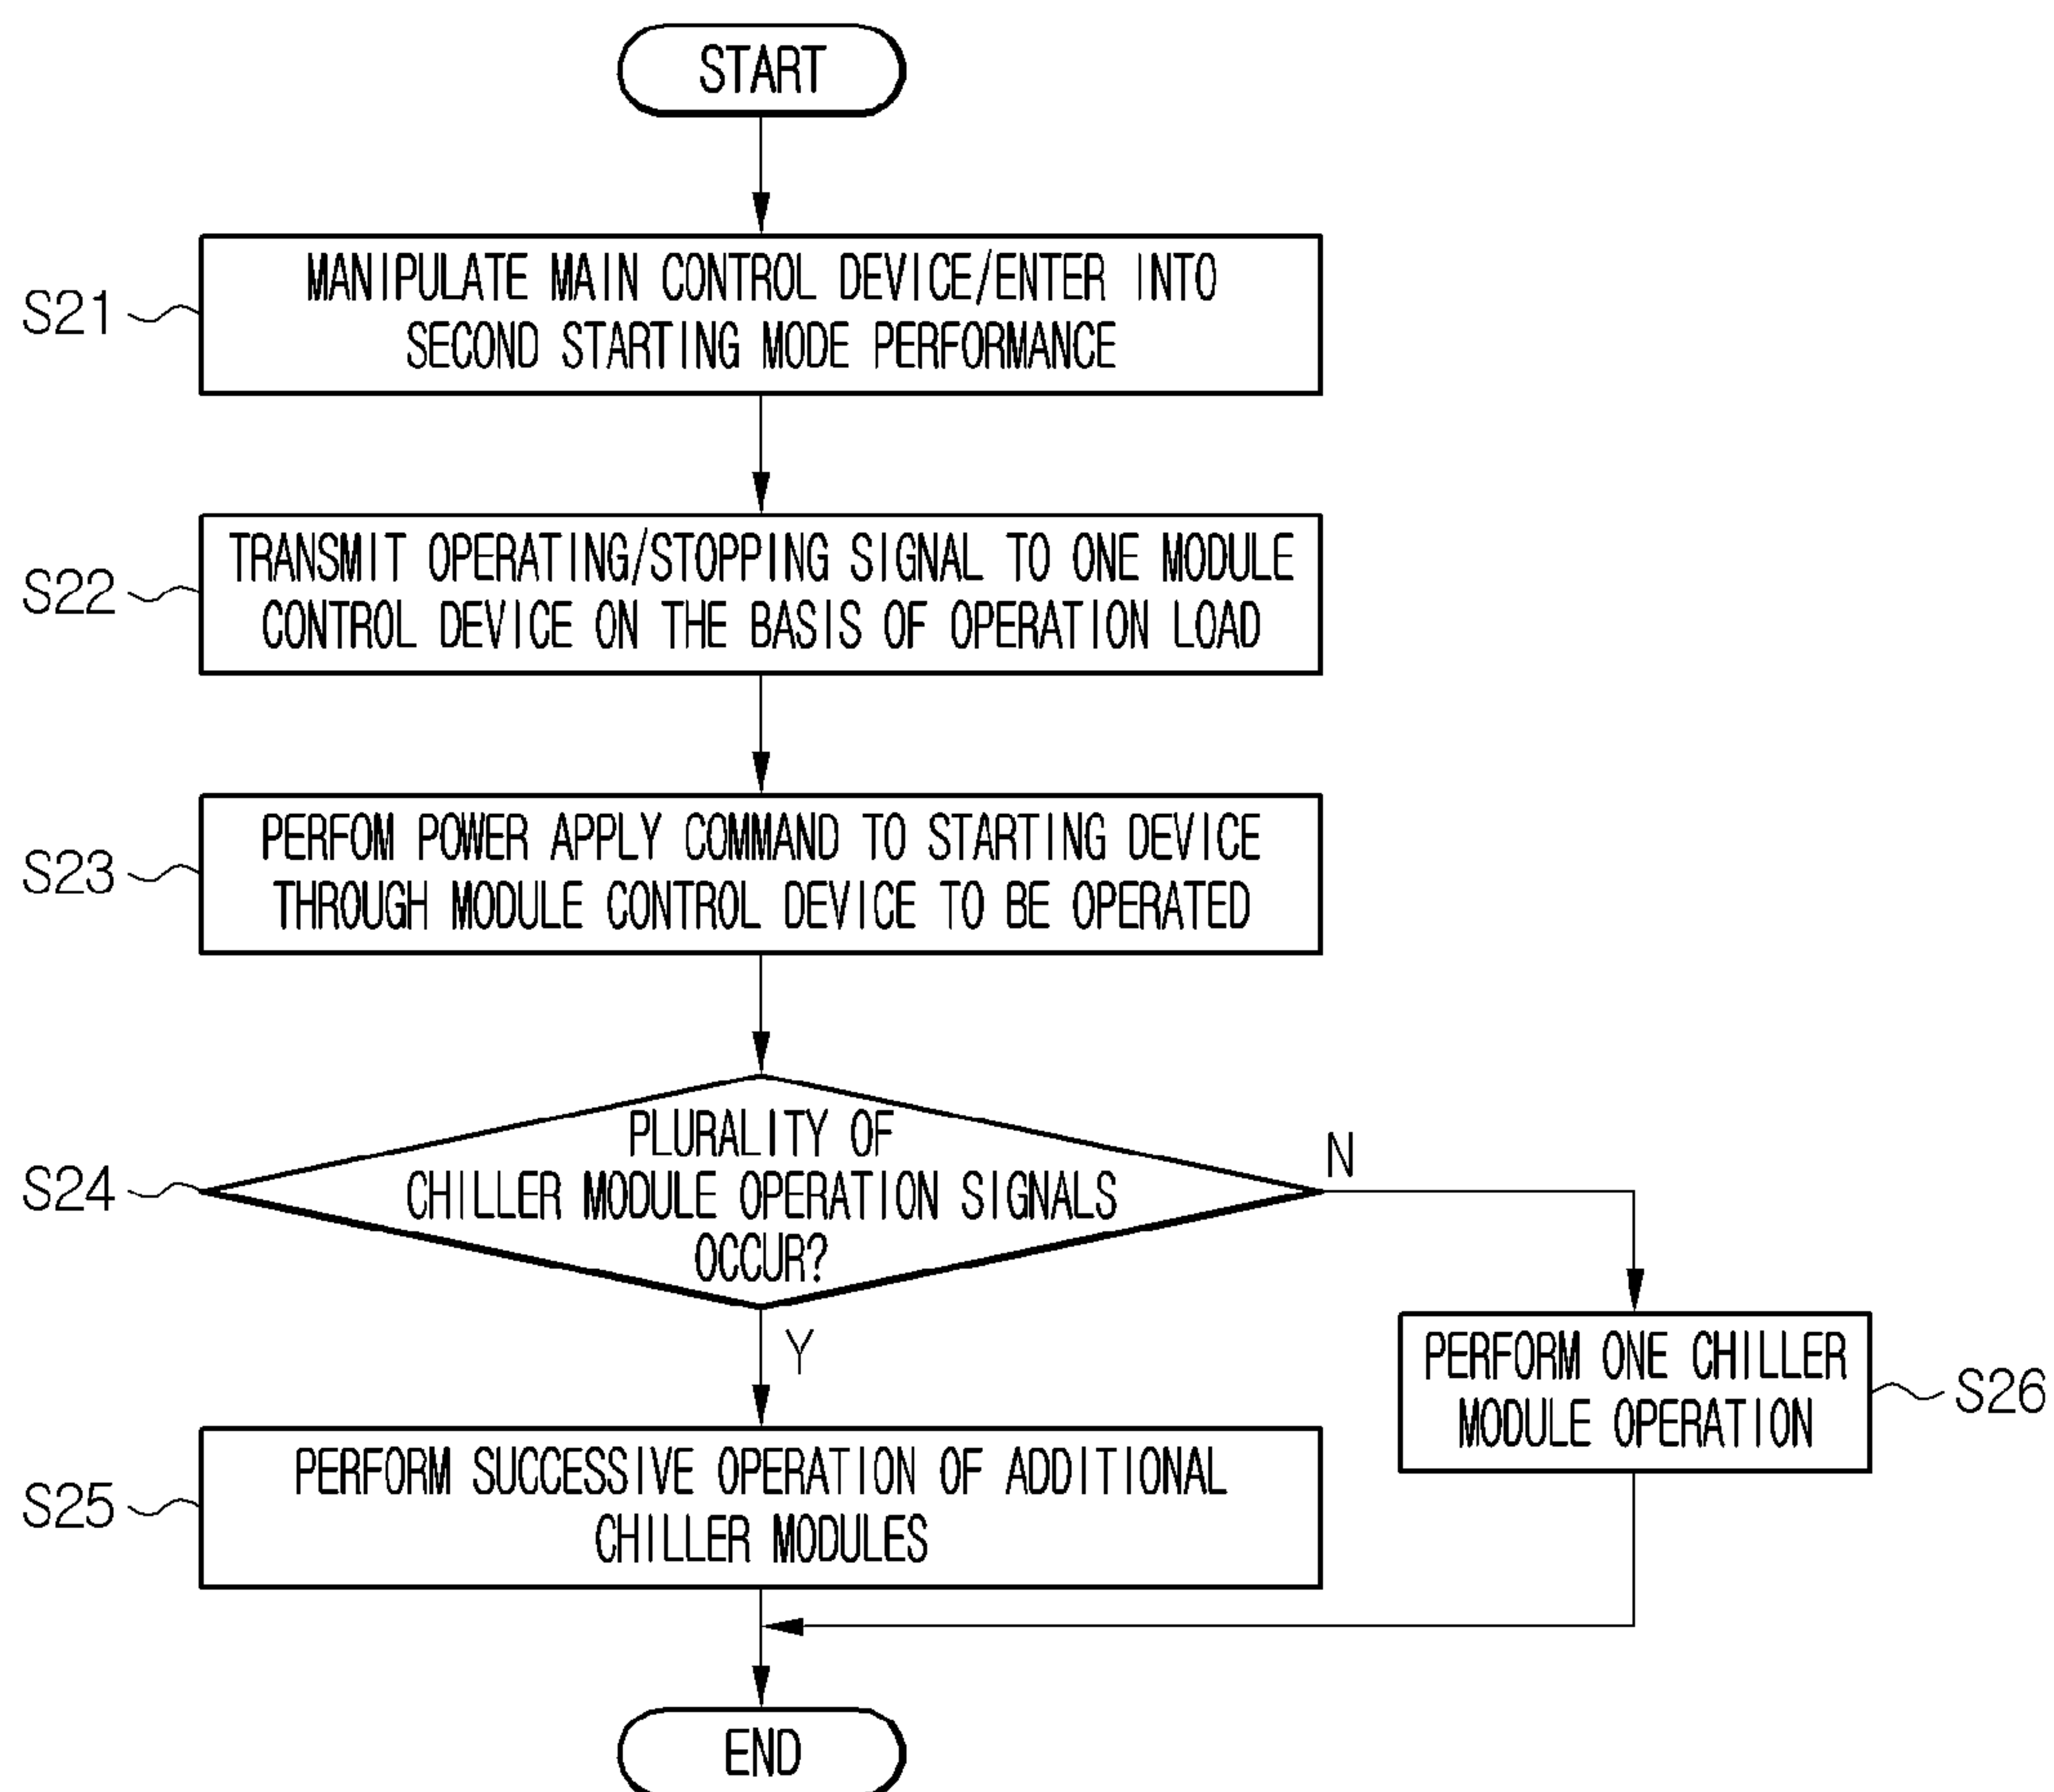 START
S21
MANIPULATE MAIN CONTROL DEVICE/ENTER INTO
SECOND STARTING MODE PERFORMANCE
S22
TRANSMIT OPERATING/STOPPING SIGNAL TO ONE MODULE
CONTROL DEVICE ON THE BASIS OF OPERATION LOAD
S23
PERFOM POWER APPLY COMMAND TO STARTING DEVICE
THROUGH MODULE CONTROL DEVICE TO BE OPERATED
S24
PLURALITY OF
CHILLER MODULE OPERATION SIGNALS
OCCUR?
N
Y
PERFORM ONE CHILLER
MODULE OPERATION
S26
S25
PERFORM SUCCESSIVE OPERATION OF ADDITIONAL
CHILLER MODULES
END